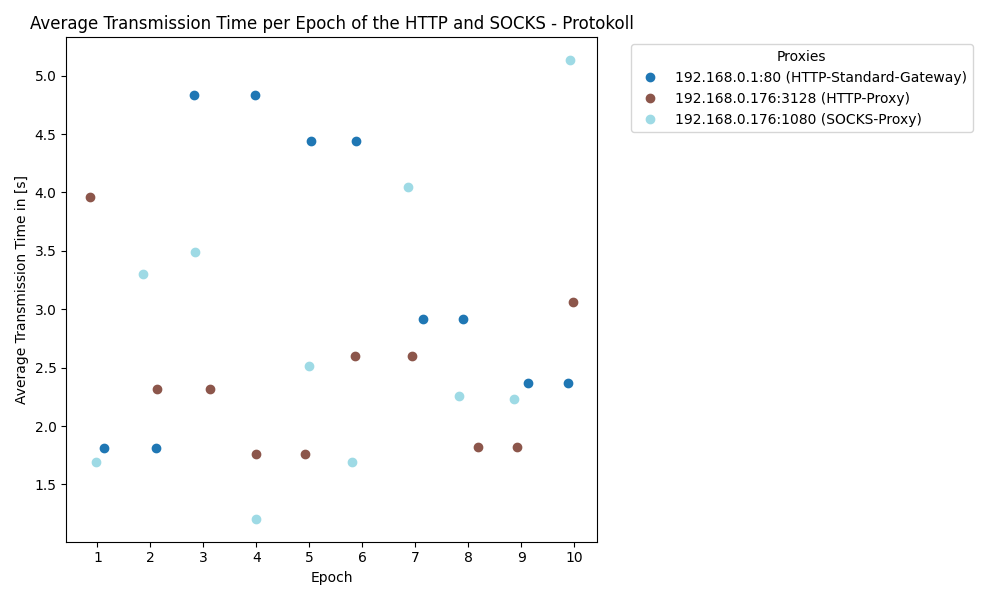 Average Transmission Time per Epoch of the HTTP and SOCKS - Protokoll
Average Transmission Time in [s]
5.0
4.5
4.0
3.5
3.0
2.5
2.0
1.5
1 2 3 4 5 6 7 8 9 10
Epoch
Proxies
192.168.0.1:80 (HTTP-Standard-Gateway)
192.168.0.176:3128 (HTTP-Proxy)
192.168.0.176:1080 (SOCKS-Proxy)